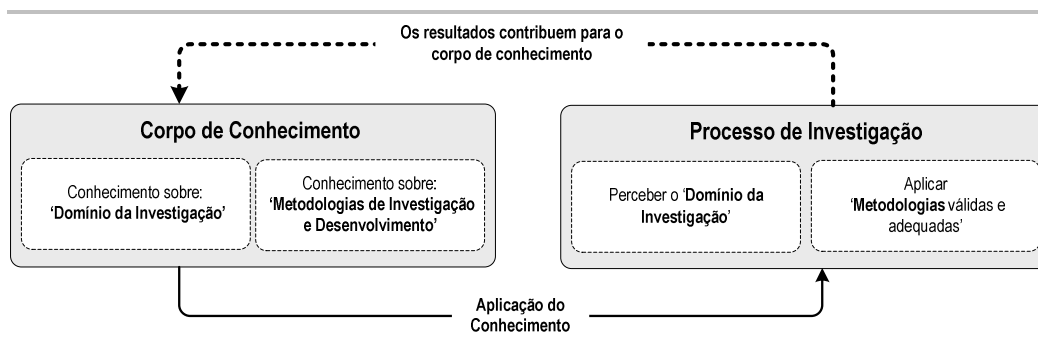 Os resultados contribuem para o
corpo de conhecimento
Corpo de Conhecimento
Conhecimento sobre:
‘Domínio da Investigação’
Conhecimento sobre:
‘Metodologias de Investigação
e Desenvolvimento’
Processo de Investigação
Perceber o ‘Domínio da
Investigação’
Aplicar
‘Metodologias válidas e
adequadas’
Aplicação do
Conhecimento